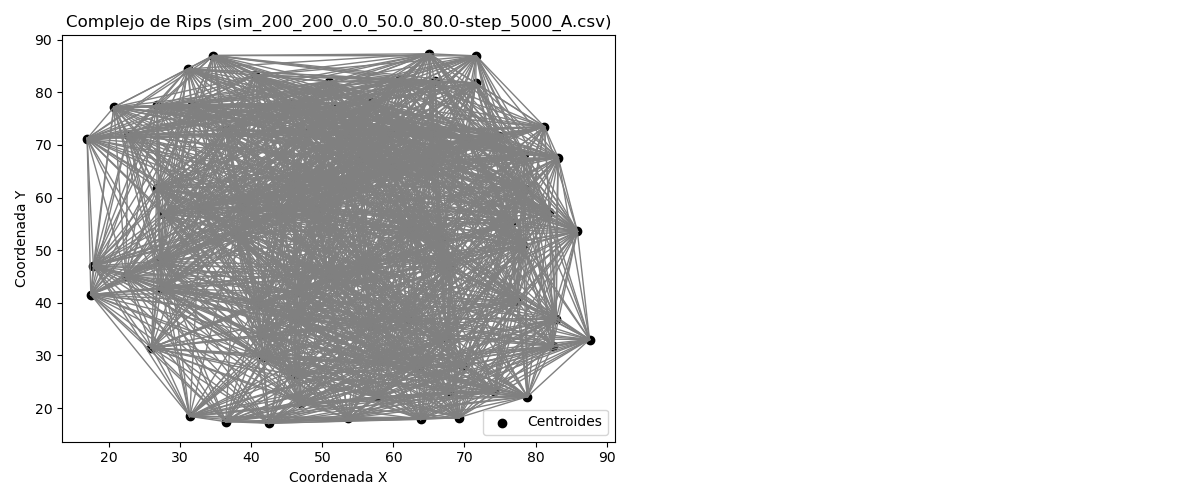 Complejo de Rips (sim_200_200_0.0_50.0_80.0-step_5000_A.csv)
90
80
70
60
50
40
30
20
Coordenada Y
Centroides
20 30 40 50 60 70 80 90
Coordenada X